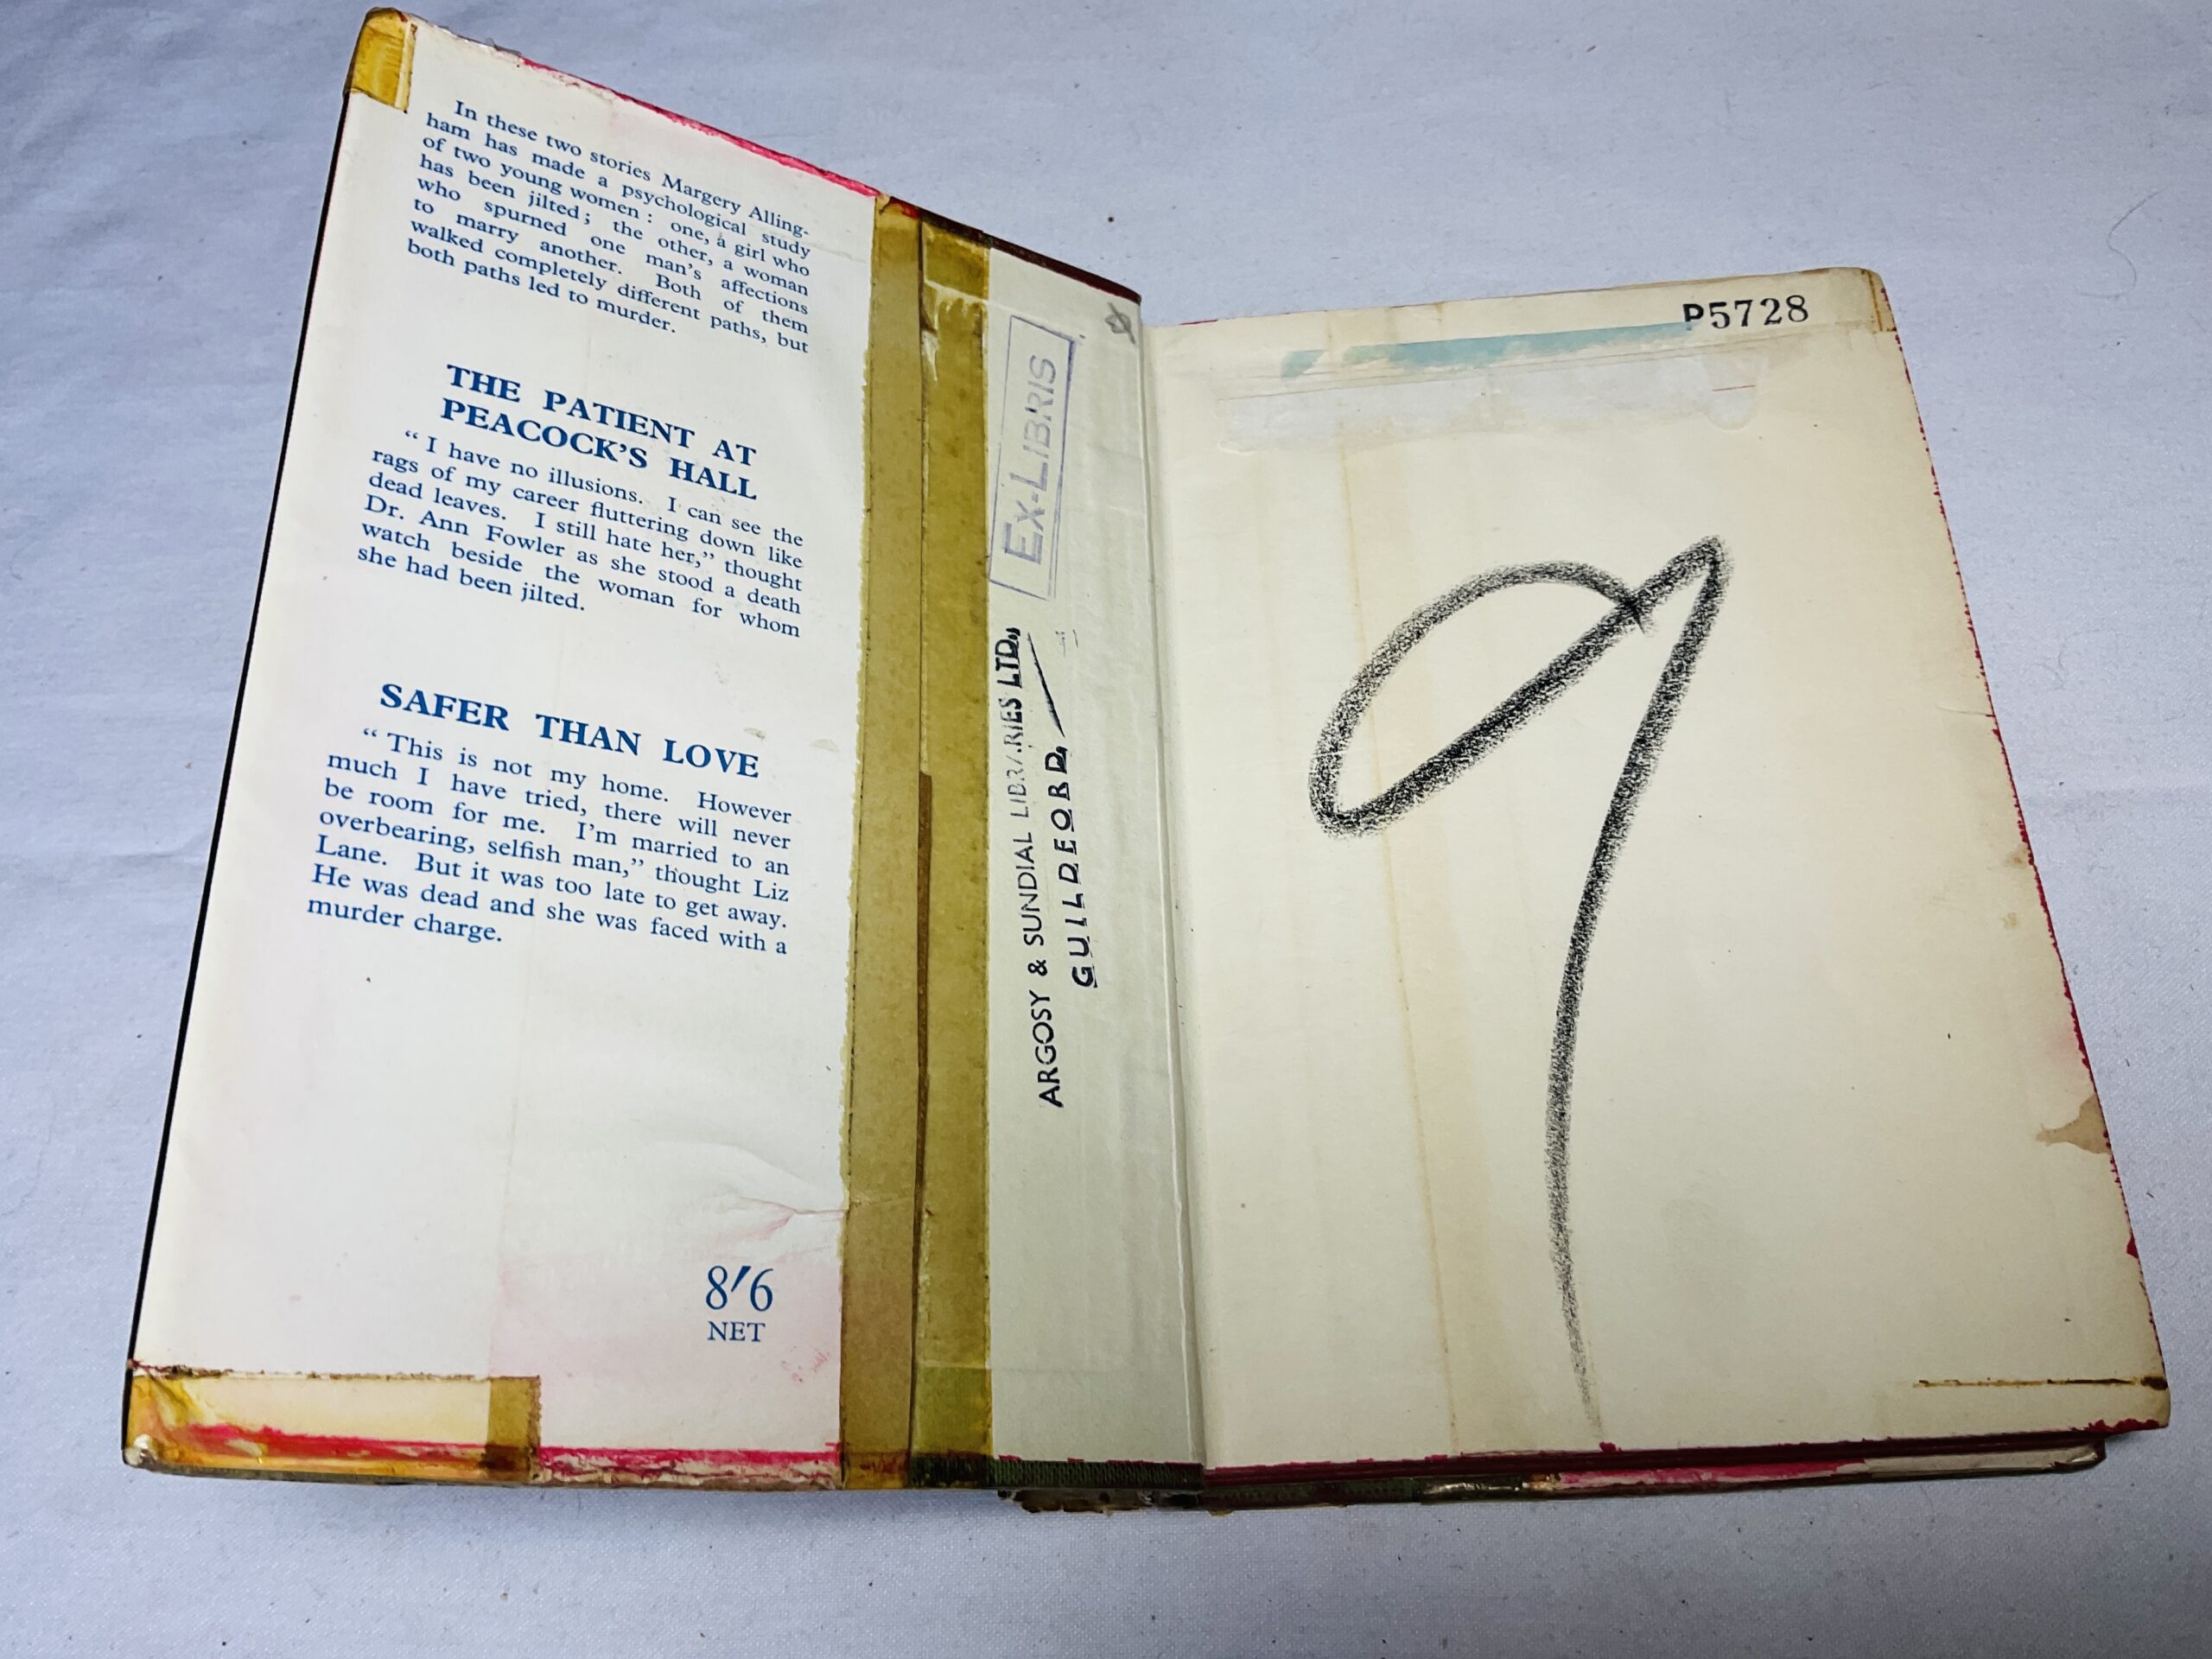 In these two stories Margery Alling-
ham has made a psychological study
of two young women : one, a girl who
has been jilted ; the other, a woman
who spurned one man's affections
to marry another. Both of them
walked completely different paths, but
both paths led to murder.
THE PATIENT AT
PEACOCK'S HALL
“ I have no illusions. I can see the
rags of my career fluttering down like
dead leaves. I still hate her,” thought
Dr. Ann Fowler as she stood a death
watch beside the woman for whom
she had been jilted.
SAFER THAN LOVE
“ This is not my home. However
much I have tried, there will never
be room for me. I'm married to an
overbearing, selfish man,” thought Liz
Lane. But it was too late to get away.
He was dead and she was faced with a
murder charge.
8/6
NET
EX-LIBRIS
ARGOSY & SUNDIAL LIBRARIES LTD.,
GUILDFORD,
P5728
9